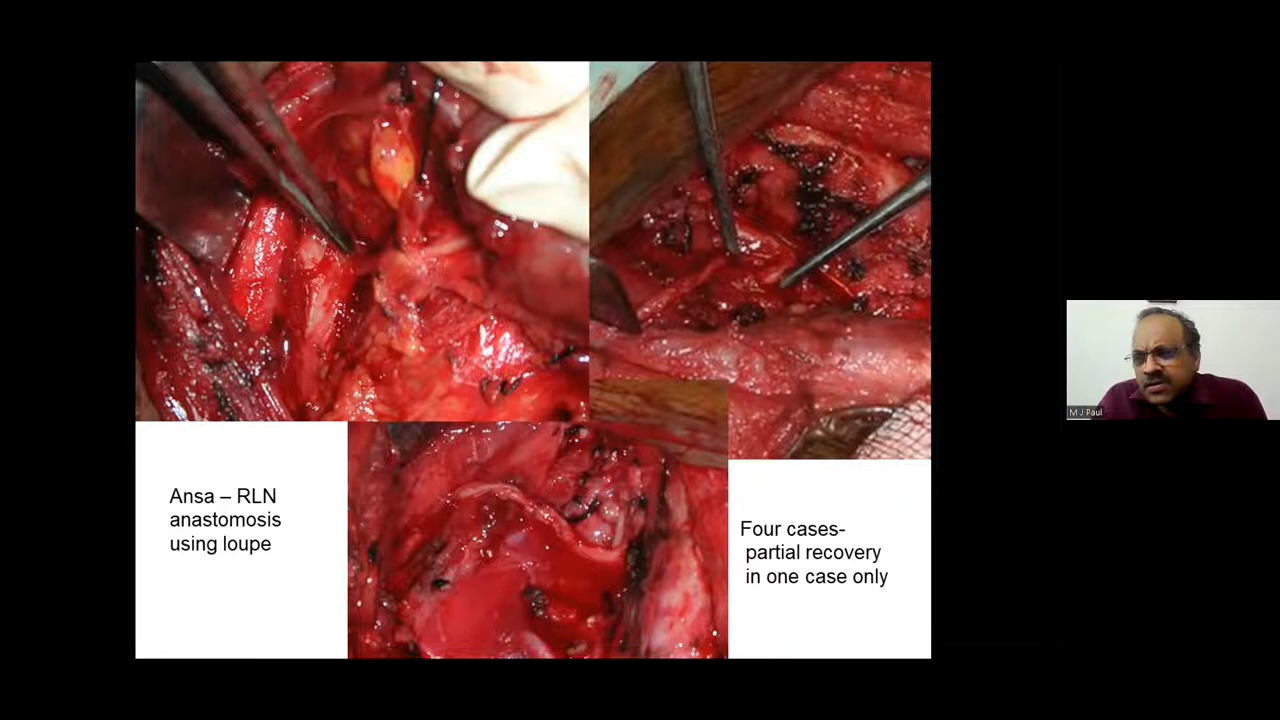 Ansa – RLN
anastomosis
using loupe
Four cases-
partial recovery
in one case only
M J Paul